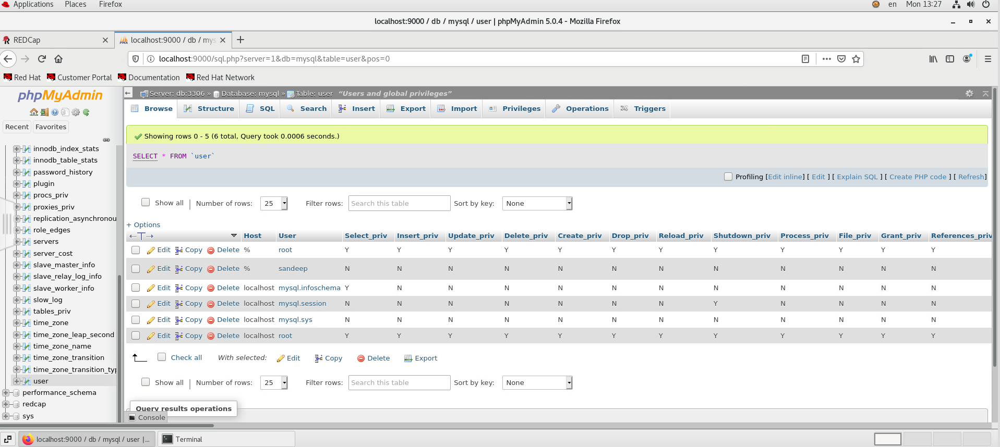 Applications Places Firefox en Mon 13:27
localhost:9000 / db / mysql / user | phpMyAdmin 5.0.4 - Mozilla Firefox
REDCap localhost:9000 / db / mys
localhost:9000/sql.php?server=1&db=mysql&table=user&pos=0
Red Hat Customer Portal Documentation Red Hat Network
phpMyAdmin
Recent Favorites
innodb_index_stats
innodb_table_stats
password_history
plugin
procs_priv
proxies_priv
replication_asynchronou
role_edges
servers
server_cost
slave_master_info
slave_relay_log_info
slave_worker_info
slow_log
tables_priv
time_zone
time_zone_leap_second
time_zone_name
time_zone_transition
time_zone_transition_typ
user
performance_schema
redcap
sys
Server: db:3306 » Database: mysql » Table: user “Users and global privileges”
Browse Structure SQL Search Insert Export Import Privileges Operations Triggers
Showing rows 0 - 5 (6 total, Query took 0.0006 seconds.)
SELECT * FROM `user`
Profiling [Edit inline] [ Edit ] [ Explain SQL ] [ Create PHP code ] [ Refresh]
Show all | Number of rows: 25 Filter rows: Search this table Sort by key: None
+ Options
←T→ Host User Select_priv Insert_priv Update_priv Delete_priv Create_priv Drop_priv Reload_priv Shutdown_priv Process_priv File_priv Grant_priv References_priv
Edit Copy Delete % root Y Y Y Y Y Y Y Y Y Y Y Y
Edit Copy Delete % sandeep N N N N N N N N N N N N
Edit Copy Delete localhost mysql.infoschema Y N N N N N N N N N N N
Edit Copy Delete localhost mysql.session N N N N N N N Y N N N N
Edit Copy Delete localhost mysql.sys N N N N N N N N N N N N
Edit Copy Delete localhost root Y Y Y Y Y Y Y Y Y Y Y Y
Check all With selected: Edit Copy Delete Export
Show all | Number of rows: 25 Filter rows: Search this table Sort by key: None
Query results operations
Console
localhost:9000 / db / mysql / user |... Terminal